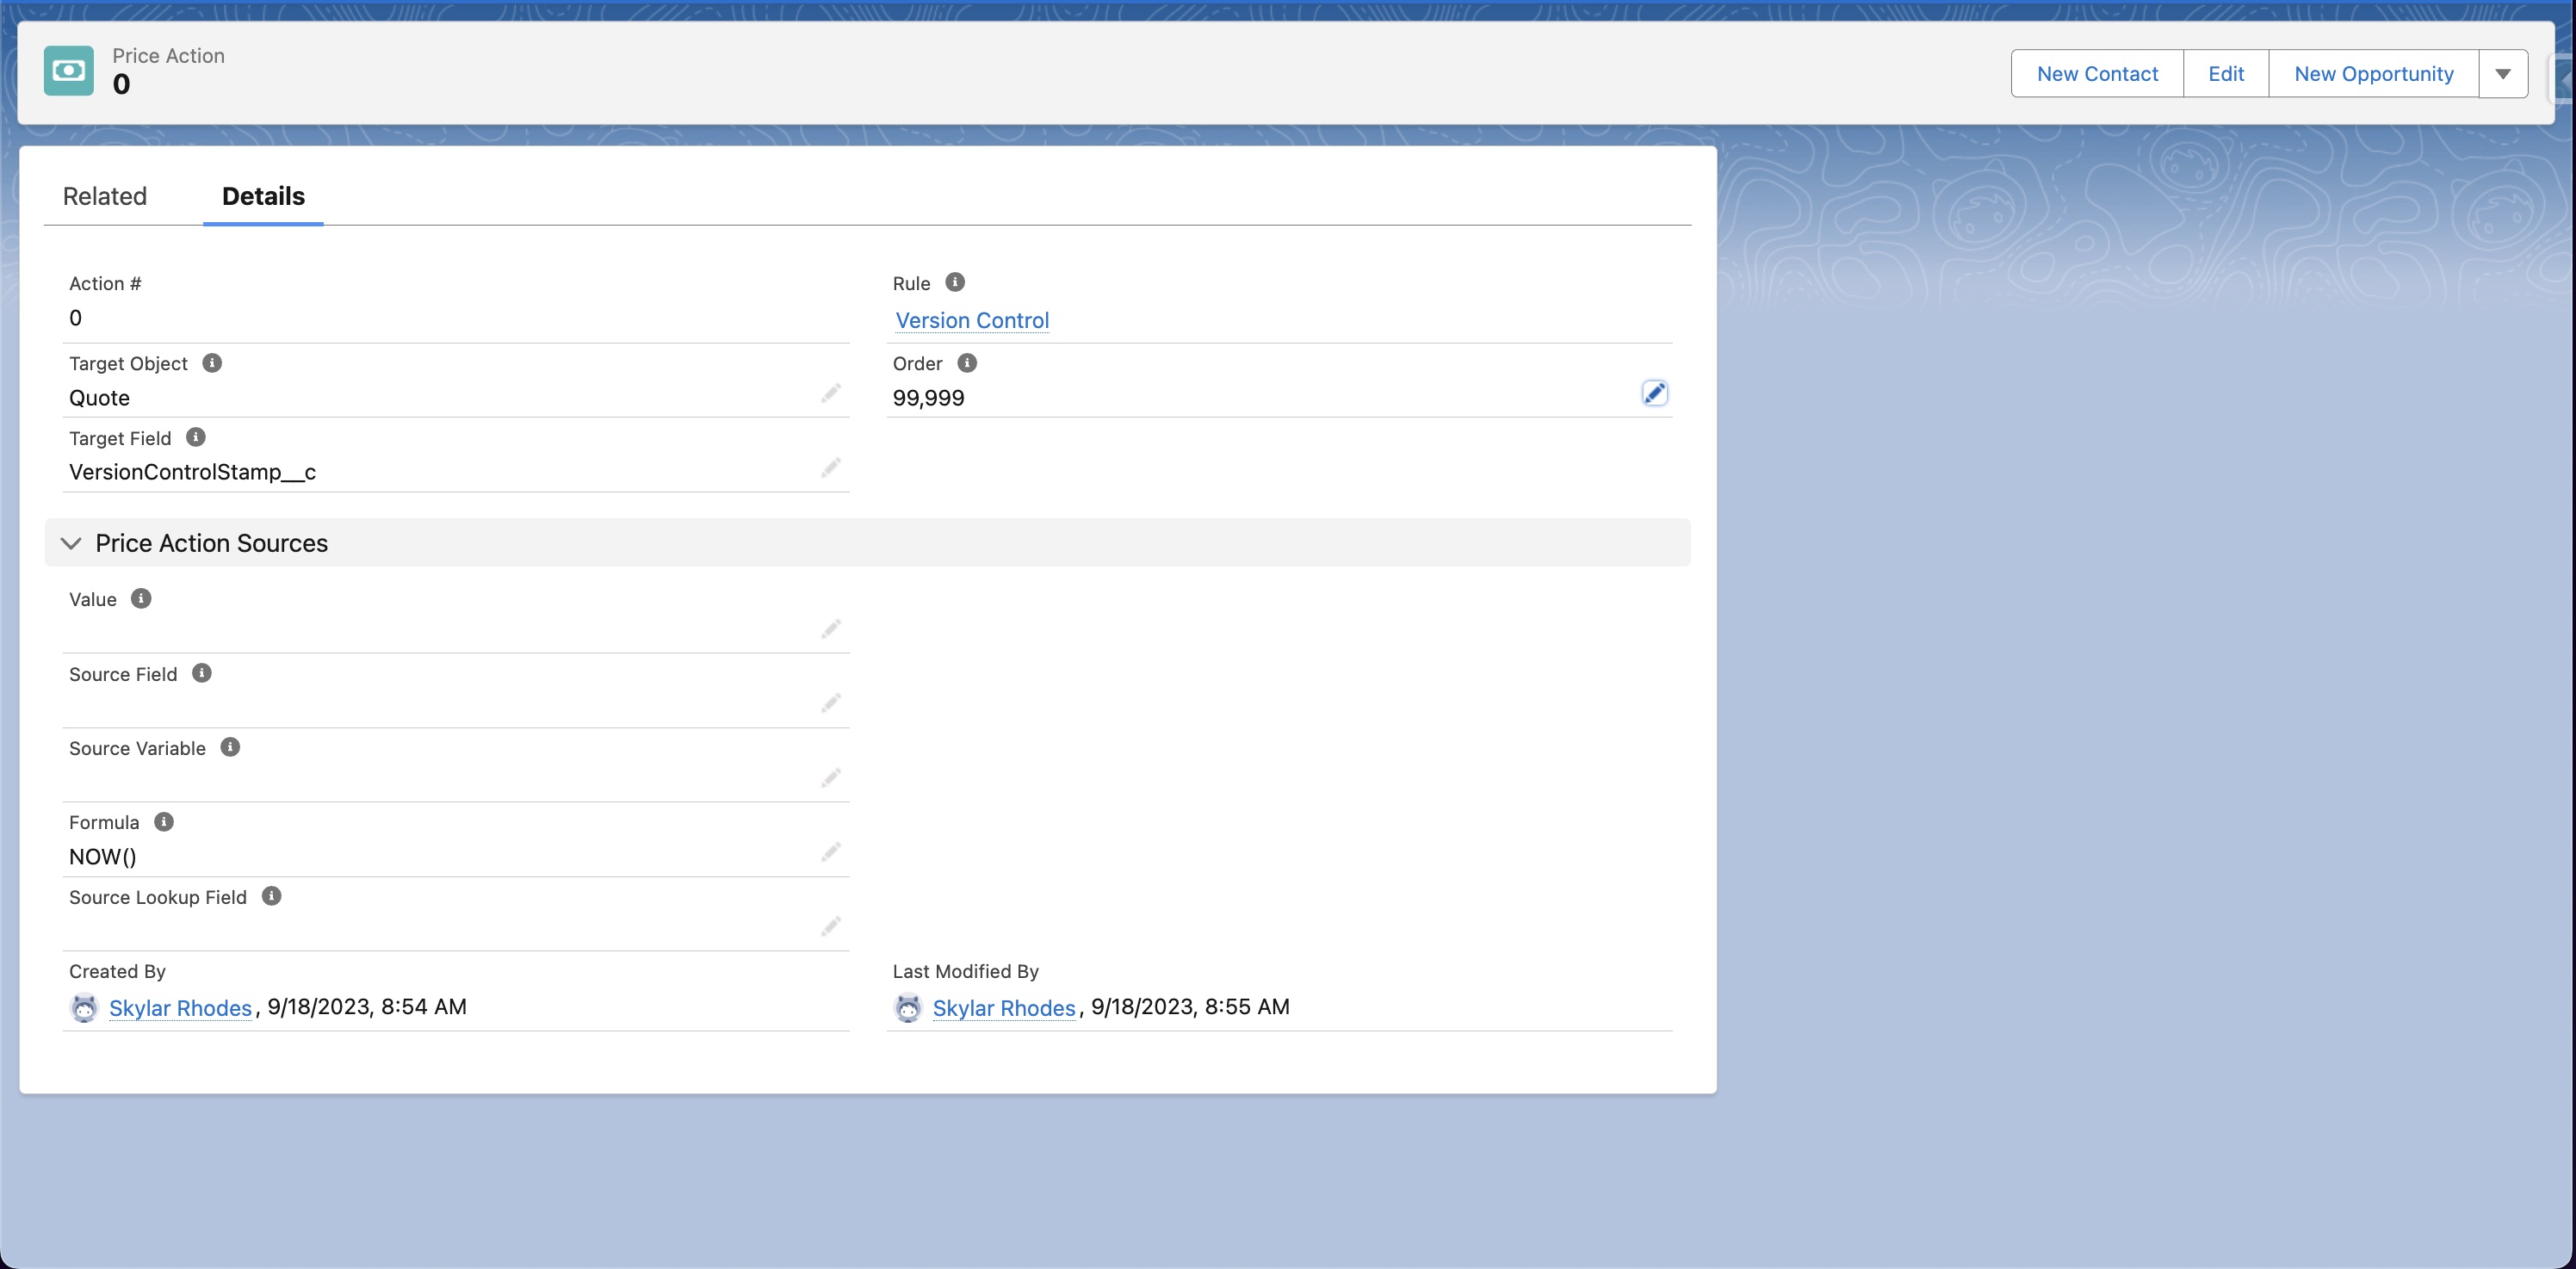 Price Action
0
New Contact
Edit
New Opportunity
Related
Details
Action #
0
Rule
Version Control
Target Object
Quote
Order
99,999
Target Field
VersionControlStamp__c
Price Action Sources
Value
Source Field
Source Variable
Formula
NOW()
Source Lookup Field
Created By
Skylar Rhodes, 9/18/2023, 8:54 AM
Last Modified By
Skylar Rhodes, 9/18/2023, 8:55 AM